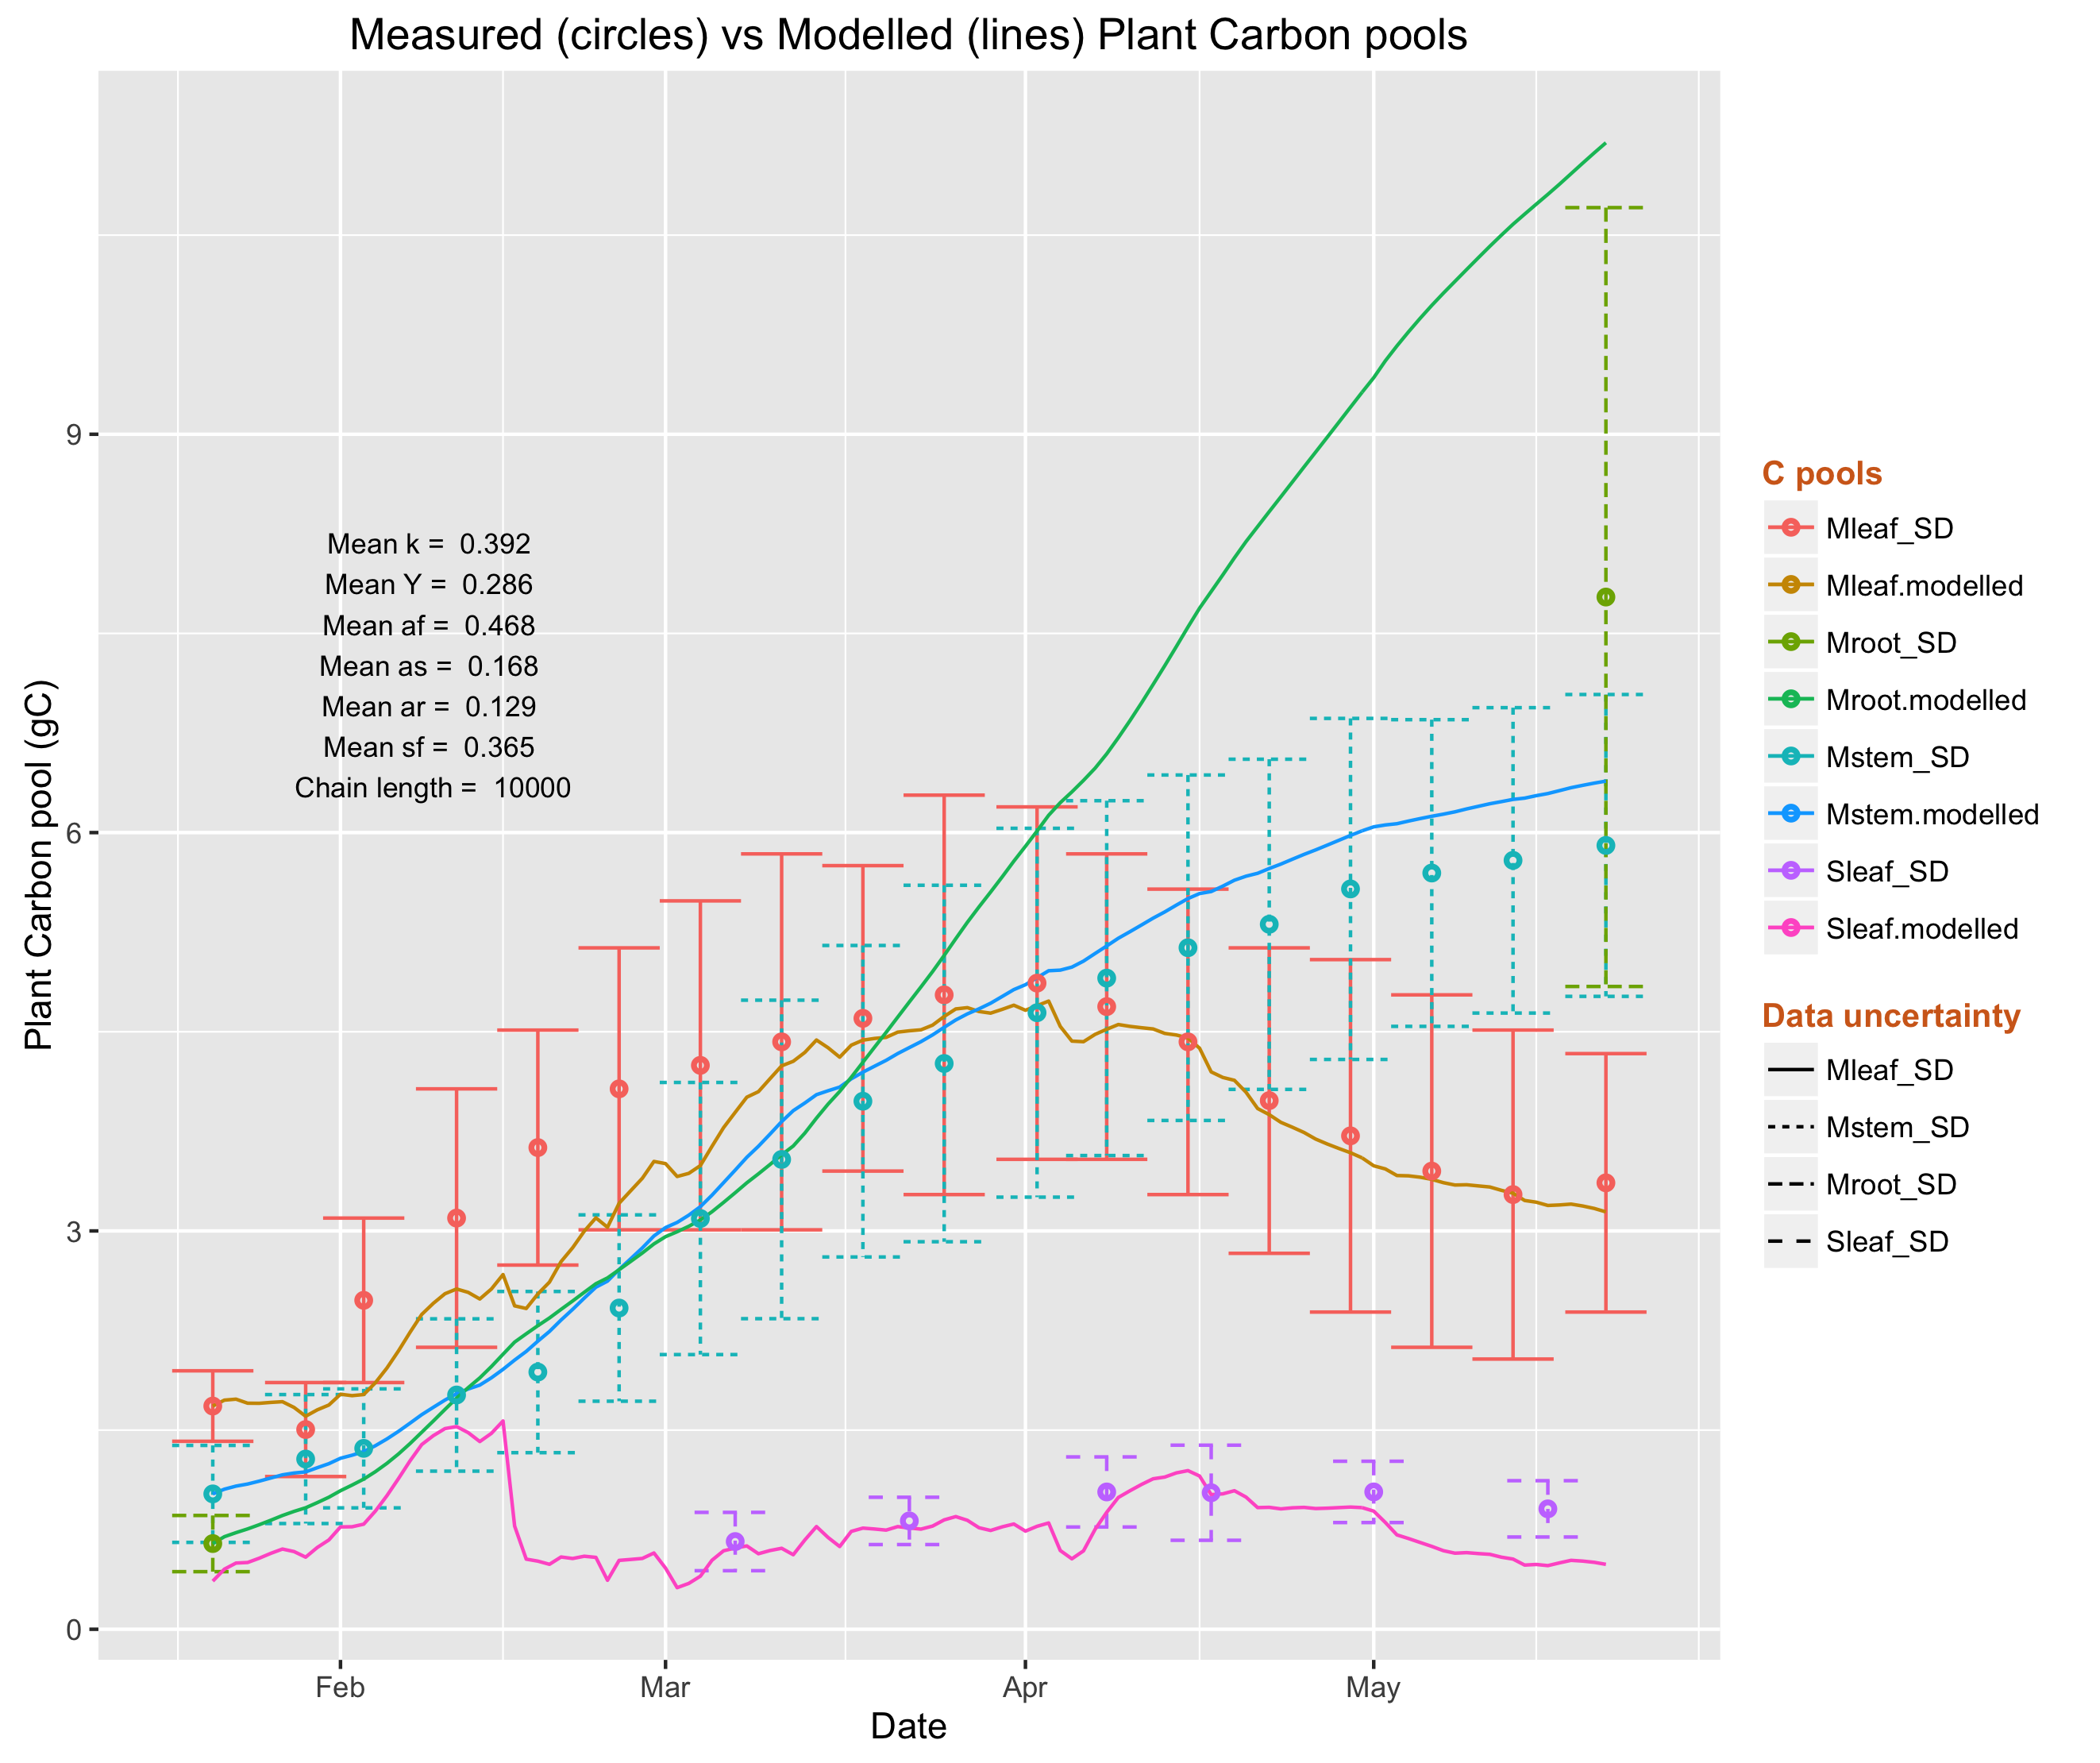 Measured (circles) vs Modelled (lines) Plant Carbon pools
Plant Carbon pool (gC)
9
6
3
0
Mean k = 0.392
Mean Y = 0.286
Mean af = 0.468
Mean as = 0.168
Mean ar = 0.129
Mean sf = 0.365
Chain length = 10000
Feb
Mar
Apr
May
Date
C pools
Mleaf_SD
Mleaf.modelled
Mroot_SD
Mroot.modelled
Mstem_SD
Mstem.modelled
Sleaf_SD
Sleaf.modelled
Data uncertainty
Mleaf_SD
Mstem_SD
Mroot_SD
Sleaf_SD